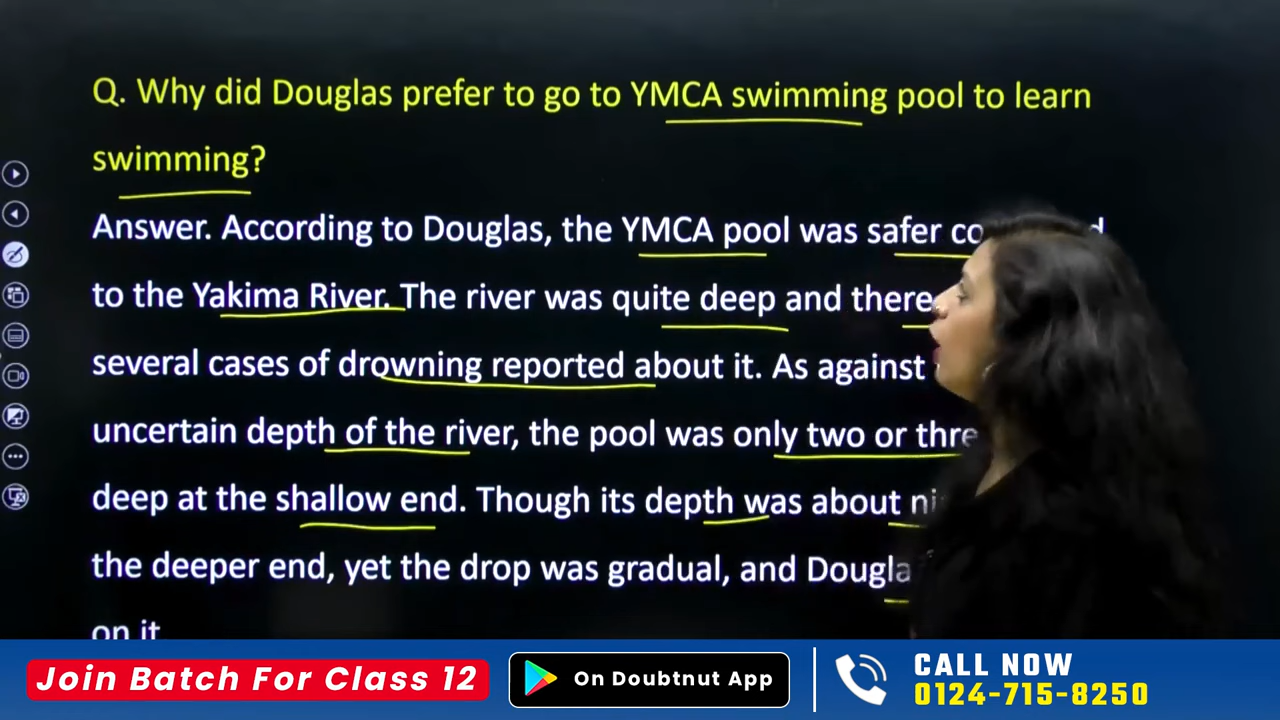 Q. Why did Douglas prefer to go to YMCA swimming pool to learn
swimming?
Answer. According to Douglas, the YMCA pool was safer
to the Yakima River. The river was quite deep and there
several cases of drowning reported about it. As against
uncertain depth of the river, the pool was only two or
deep at the shallow end. Though its depth was about
the deeper end, yet the drop was gradual, and
on it
Join Batch For Class 12
On Doubtnut App
CALL NOW
0124-715-8250